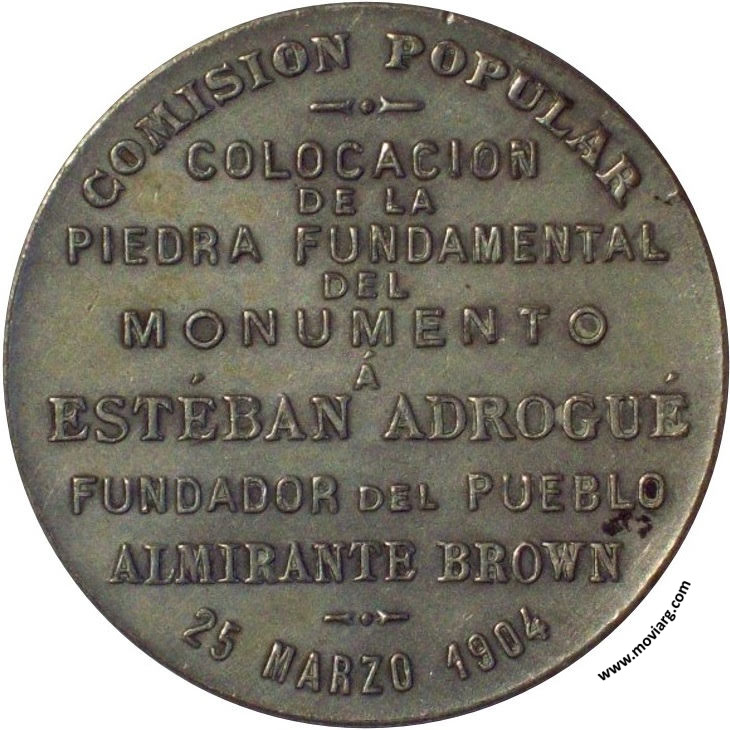 COMISION POPULAR
COLOCACION
DE LA
PIEDRA FUNDAMENTAL
DEL
MONUMENTO
Á
ESTÉBAN ADROGUÉ
FUNDADOR DEL PUEBLO
ALMIRANTE BROWN
25 MARZO 1904
www.moviarg.com